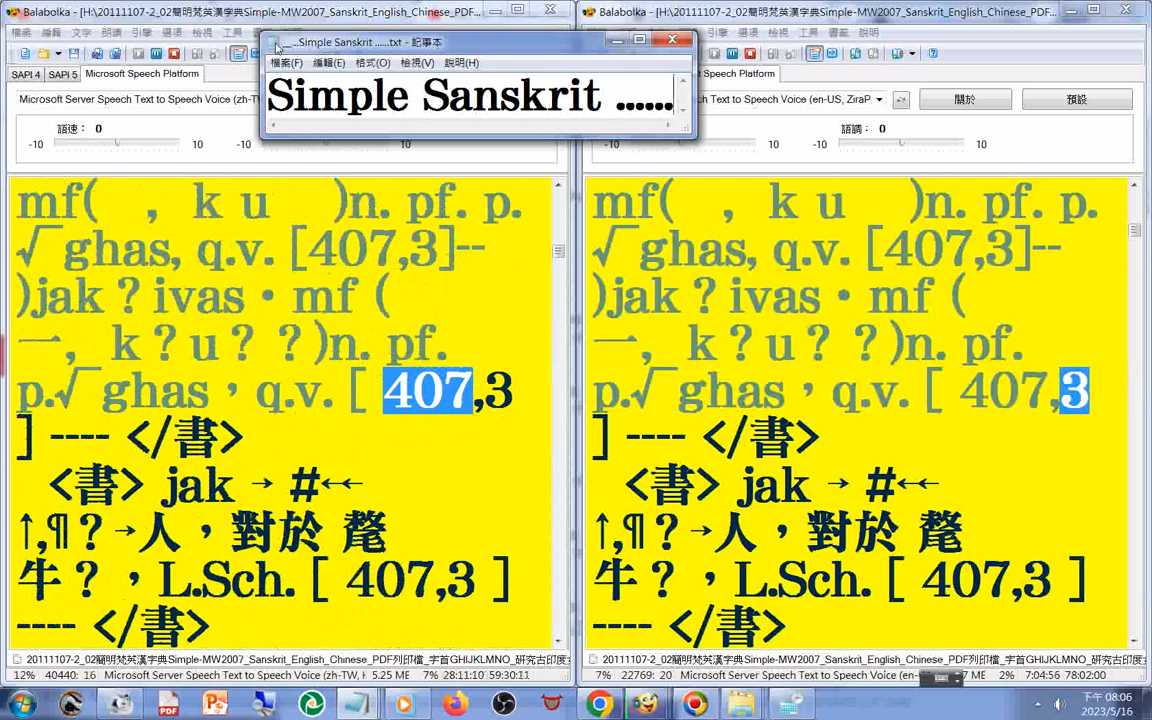 Balabolka - [H:\20111107-2_02簡明梵英漢字典Simple-MW2007_Sanskrit_English_Chinese_PDF...
Balabolka - [H:\20111107-2_02簡明梵英漢字典Simple-MW2007_Sanskrit_English_Chinese_PDF...
檔案 編輯 文字 朗讀
...Simple Sanskrit ......txt - 記事本
檔案(F) 編輯(E) 格式(O) 檢視(V) 說明(H)
Simple Sanskrit ......
SAPI 4 SAPI 5 Microsoft Speech Platform
t Speech Platform
Microsoft Server Speech Text to Speech Voice (zh-TW
Microsoft Server Speech Text to Speech Voice (en-US, ZiraP
關於
預設
語速: 0
-10 10 -10 10
語調: 0
-10 10
mf( , k u )n. pf. p.
√ ghas, q.v. [407,3]--
)jak ? ivas • mf (
一, k ? u ? ? )n. pf.
p.√ ghas , q.v. [ 407,3
] ---- </書>
<書> jak → #←←
↑,¶ ? →人,對於 氂
牛 ? , L.Sch. [ 407,3 ]
---- </書>
mf( , k u )n. pf. p.
√ ghas, q.v. [407,3]--
)jak ? ivas • mf (
一, k ? u ? ? )n. pf.
p.√ ghas , q.v. [ 407,3
] ---- </書>
<書> jak → #←←
↑,¶ ? →人,對於 氂
牛 ? , L.Sch. [ 407,3 ]
---- </書>
20111107-2_02簡明梵英漢字典Simple-MW2007_Sanskrit_English_Chinese_PDF列印檔_字首GHIJKLMNO_研究古印度
20111107-2_02簡明梵英漢字典Simple-MW2007_Sanskrit_English_Chinese_PDF列印檔_字首GHIJKLMNO_研究古印度
12% 40440: 16 Microsoft Server Speech Text to Speech Voice (zh-TW, 5.25 ME 7% 28:11:10 59:30:11
7% 22769: 20 Microsoft Server Speech Text to Speech Voice (en-U 2% 7:04:56 78:02:00
下午 08:06
2023/5/16